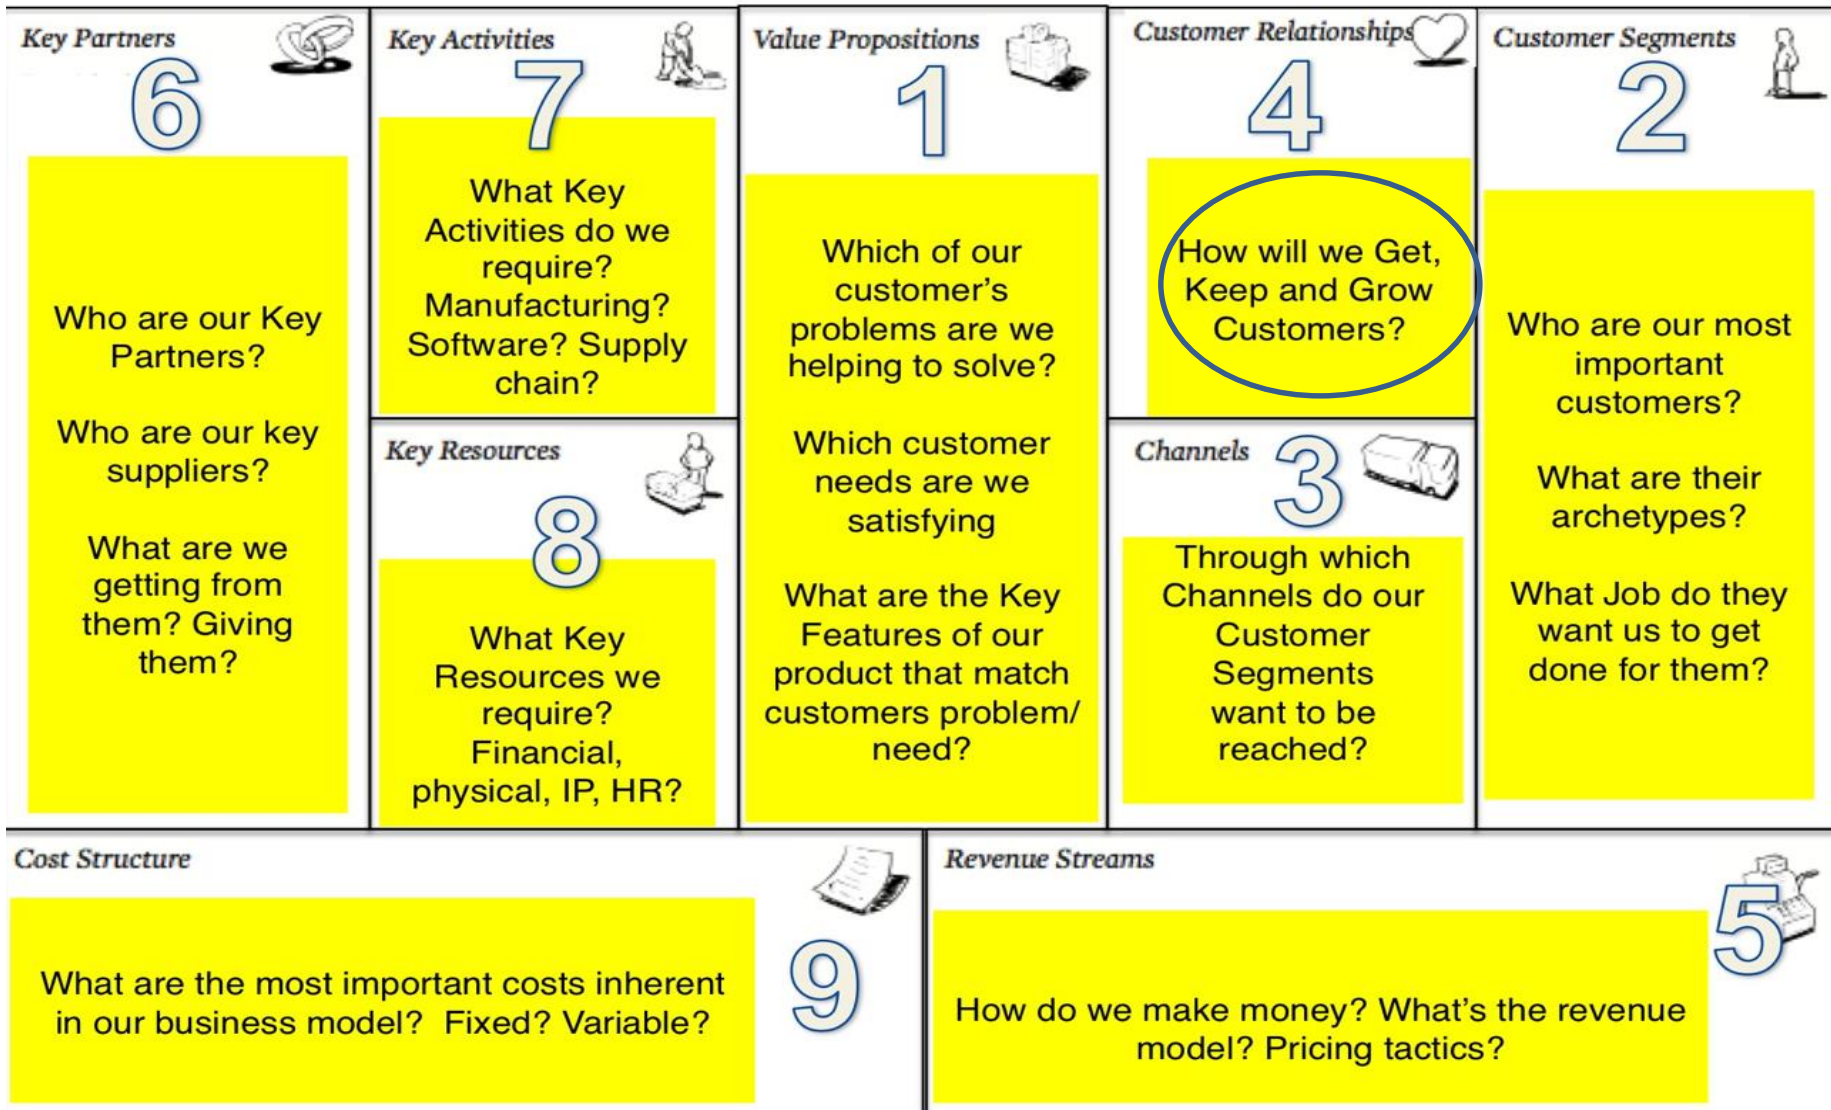 Key Partners
6
Who are our Key
Partners?
Who are our key
suppliers?
What are we
getting from
them? Giving
them?
Key Activities
7
What Key
Activities do we
require?
Manufacturing?
Software? Supply
chain?
Key Resources
8
What Key
Resources we
require?
Financial,
physical, IP, HR?
Value Propositions
1
Which of our
customer’s
problems are we
helping to solve?
Which customer
needs are we
satisfying
What are the Key
Features of our
product that match
customers problem/
need?
Customer Relationships
4
How will we Get,
Keep and Grow
Customers?
Channels
3
Through which
Channels do our
Customer
Segments
want to be
reached?
Customer Segments
2
Who are our most
important
customers?
What are their
archetypes?
What Job do they
want us to get
done for them?
Cost Structure
9
What are the most important costs inherent
in our business model? Fixed? Variable?
Revenue Streams
5
How do we make money? What’s the revenue
model? Pricing tactics?